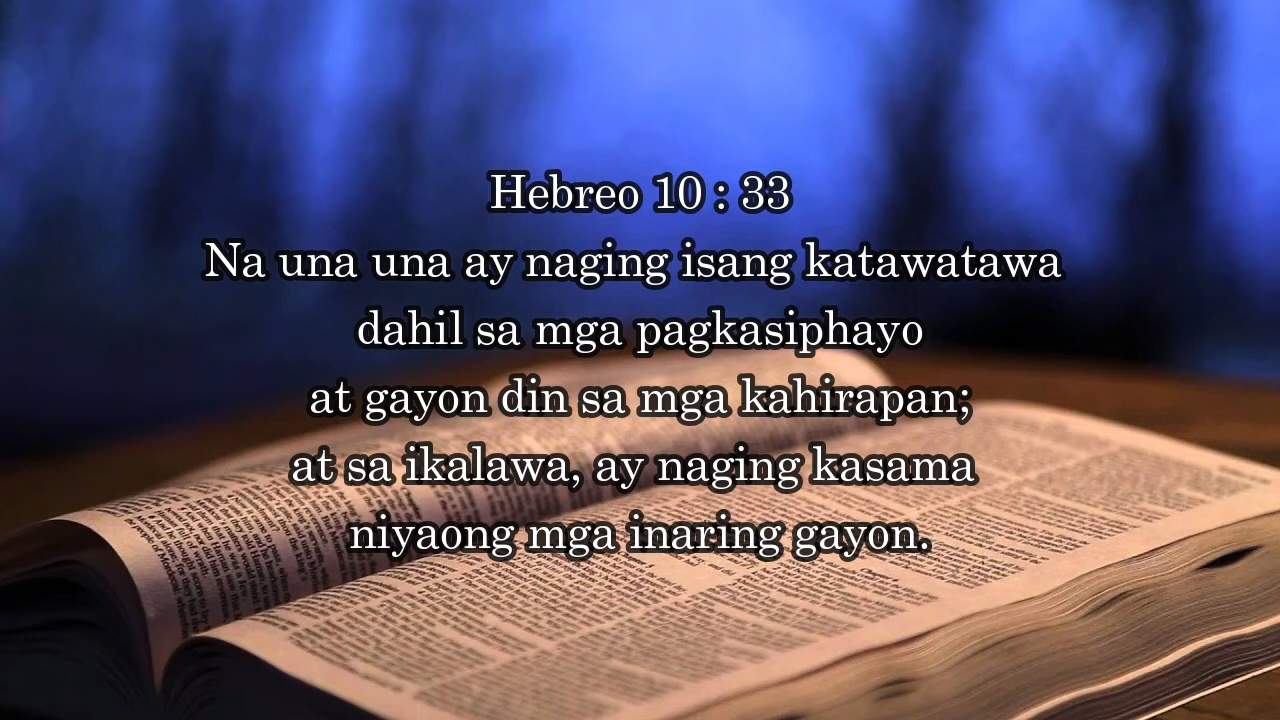 Hebreo 10 : 33
Na una una ay naging isang katawatawa
dahil sa mga pagkasiphayo
at gayon din sa mga kahirapan;
at sa ikalawa, ay naging kasama
niyaong mga inaring gayon.